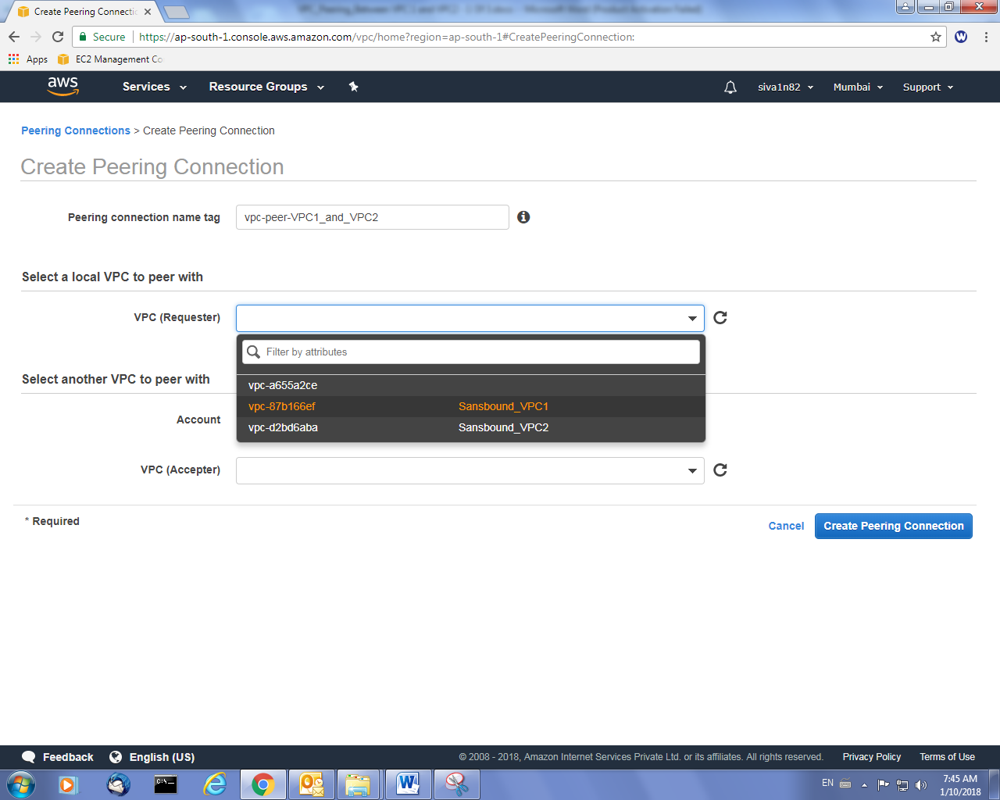 Create Peering Connecti
Secure https://ap-south-1.console.aws.amazon.com/vpc/home?region=ap-south-1#CreatePeeringConnection:
Apps EC2 Management Co
aws Services Resource Groups siva1n82 Mumbai Support
Peering Connections > Create Peering Connection
Create Peering Connection
Peering connection name tag vpc-peer-VPC1_and_VPC2
Select a local VPC to peer with
VPC (Requester)
Filter by attributes
vpc-a655a2ce
vpc-87b166ef Sansbound_VPC1
vpc-d2bd6aba Sansbound_VPC2
Select another VPC to peer with
Account
VPC (Accepter)
* Required
Cancel Create Peering Connection
Feedback English (US) © 2008 - 2018, Amazon Internet Services Private Ltd. or its affiliates. All rights reserved. Privacy Policy Terms of Use
EN 7:45 AM
1/10/2018